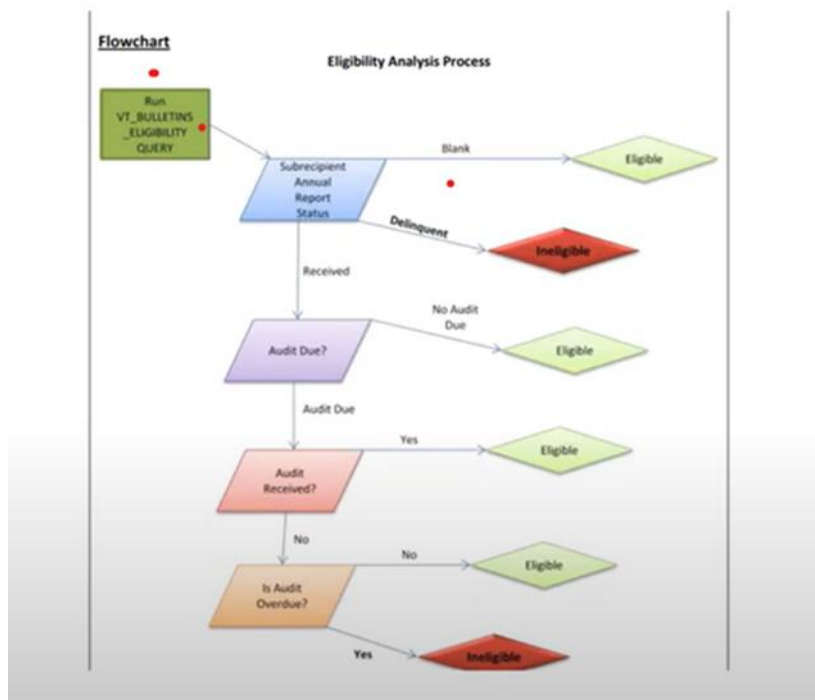 Flowchart
Eligibility Analysis Process
Run
VT_BULLETINS
_ELIGIBILITY
QUERY
Blank
Eligible
Subrecipient
Annual
Report
Status
Delinquent
Ineligible
Received
No Audit
Due
Audit Due?
Eligible
Audit Due
Yes
Eligible
Audit
Received?
No
No
Eligible
Is Audit
Overdue?
Yes
Ineligible